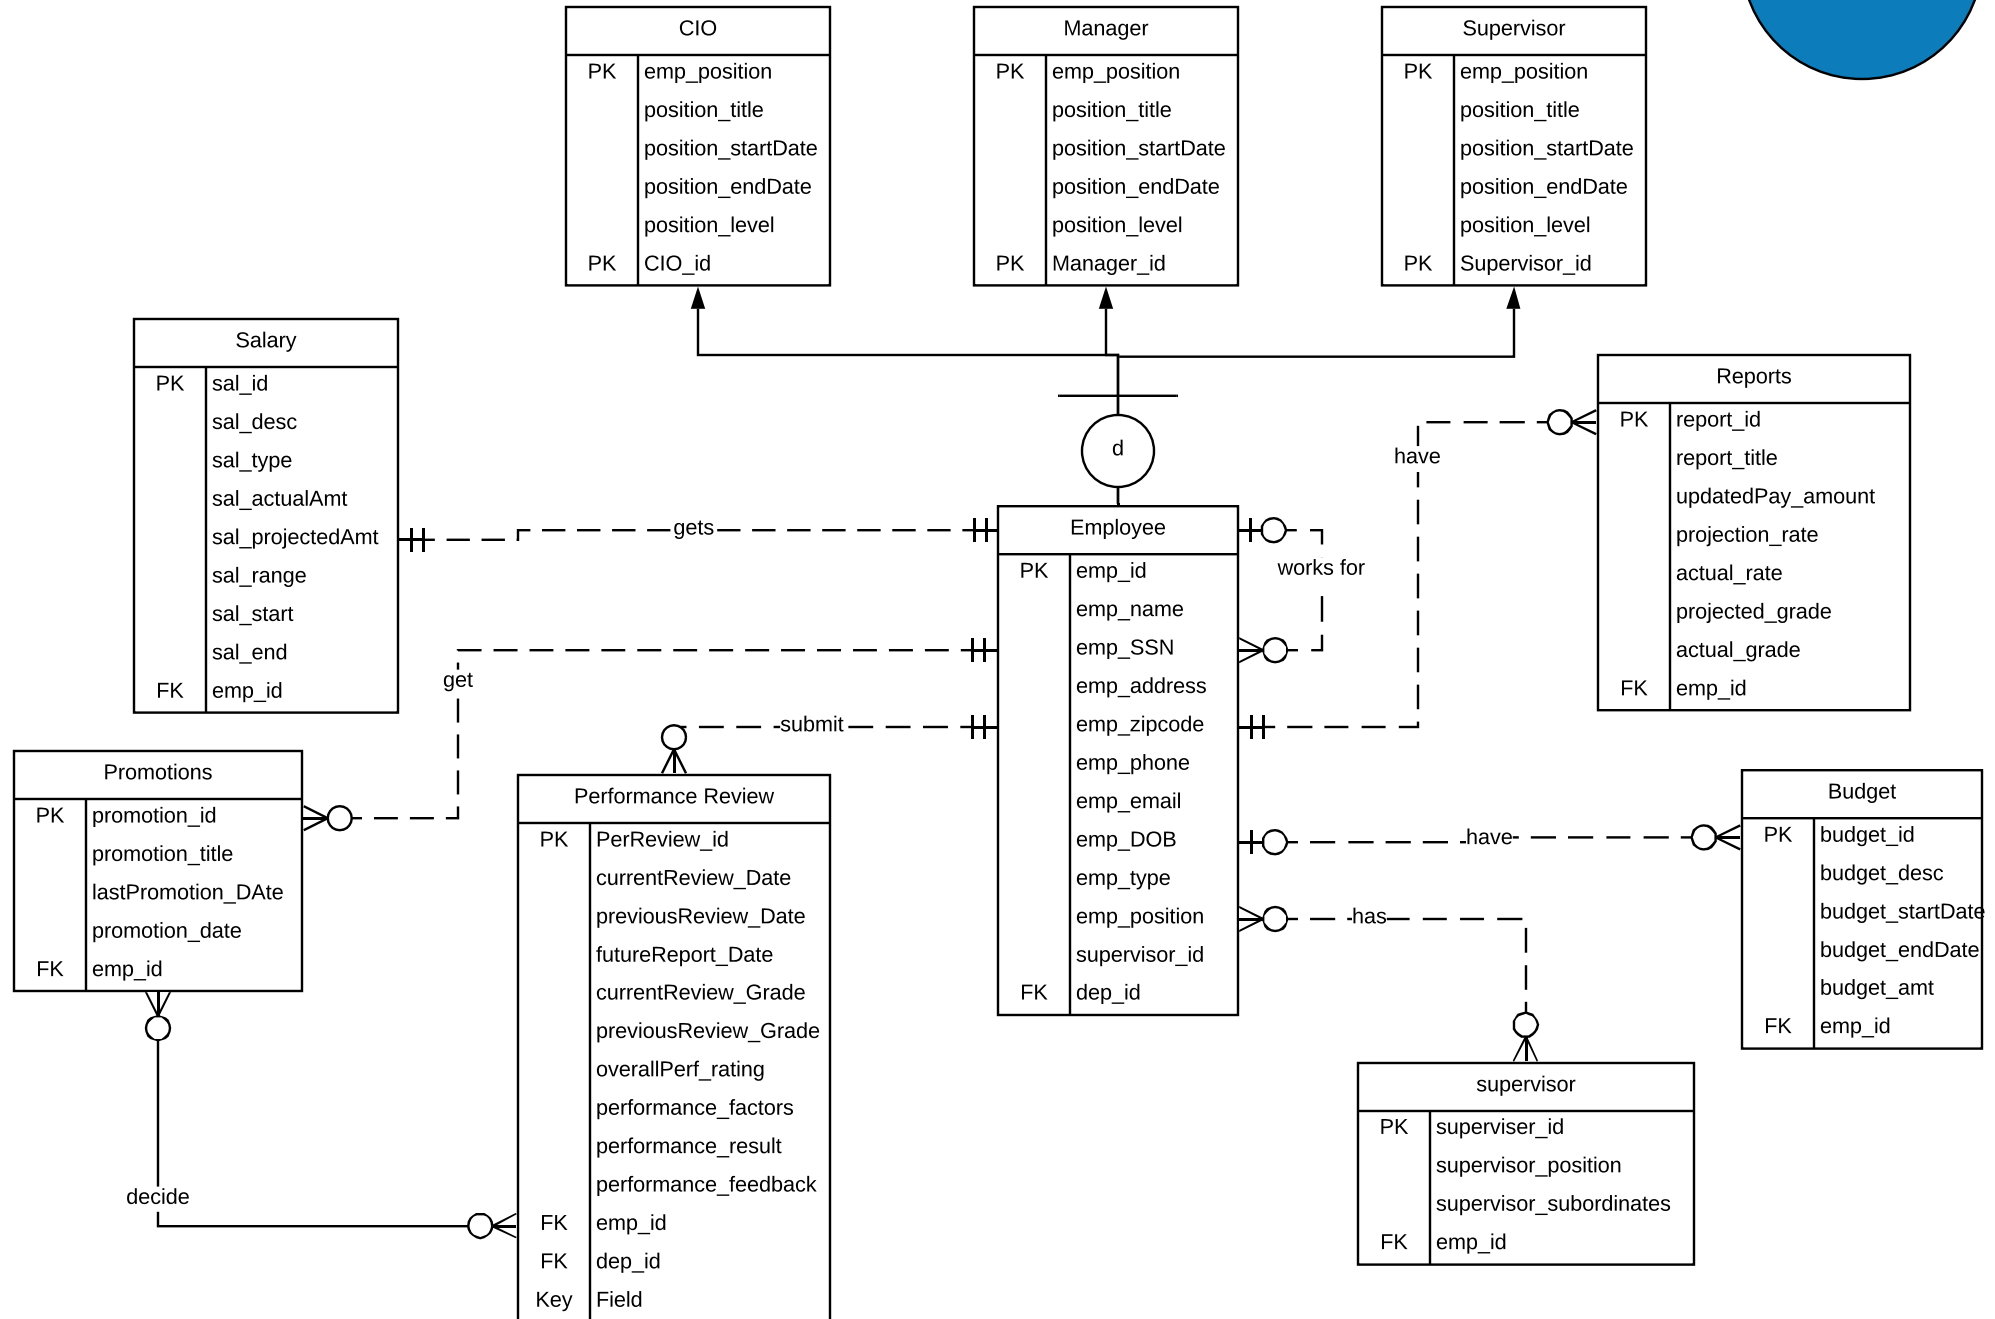 CIO
PK emp_position
position_title
position_startDate
position_endDate
position_level
PK CIO_id
Manager
PK emp_position
position_title
position_startDate
position_endDate
position_level
PK Manager_id
Supervisor
PK emp_position
position_title
position_startDate
position_endDate
position_level
PK Supervisor_id
Salary
PK sal_id
sal_desc
sal_type
sal_actualAmt
sal_projectedAmt
sal_range
sal_start
sal_end
FK emp_id
gets
get
submit
d
Employee
PK emp_id
emp_name
emp_SSN
emp_address
emp_zipcode
emp_phone
emp_email
emp_DOB
emp_type
emp_position
supervisor_id
FK dep_id
works for
have
have
has
Reports
PK report_id
report_title
updatedPay_amount
projection_rate
actual_rate
projected_grade
actual_grade
FK emp_id
Promotions
PK promotion_id
promotion_title
lastPromotion_DAte
promotion_date
FK emp_id
decide
Performance Review
PK PerReview_id
currentReview_Date
previousReview_Date
futureReport_Date
currentReview_Grade
previousReview_Grade
overallPerf_rating
performance_factors
performance_result
performance_feedback
FK emp_id
FK dep_id
Key Field
Budget
PK budget_id
budget_desc
budget_startDate
budget_endDate
budget_amt
FK emp_id
supervisor
PK superviser_id
supervisor_position
supervisor_subordinates
FK emp_id